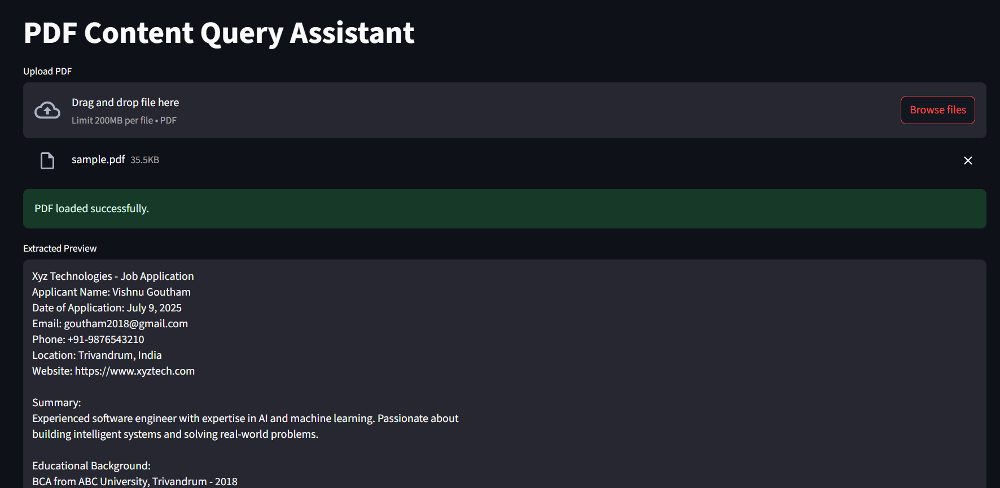 PDF Content Query Assistant
Upload PDF
Drag and drop file here
Limit 200MB per file • PDF
Browse files
sample.pdf 35.5KB
PDF loaded successfully.
Extracted Preview
Xyz Technologies - Job Application
Applicant Name: Vishnu Goutham
Date of Application: July 9, 2025
Email: goutham2018@gmail.com
Phone: +91-9876543210
Location: Trivandrum, India
Website: https://www.xyztech.com
Summary:
Experienced software engineer with expertise in AI and machine learning. Passionate about
building intelligent systems and solving real-world problems.
Educational Background:
BCA from ABC University, Trivandrum - 2018